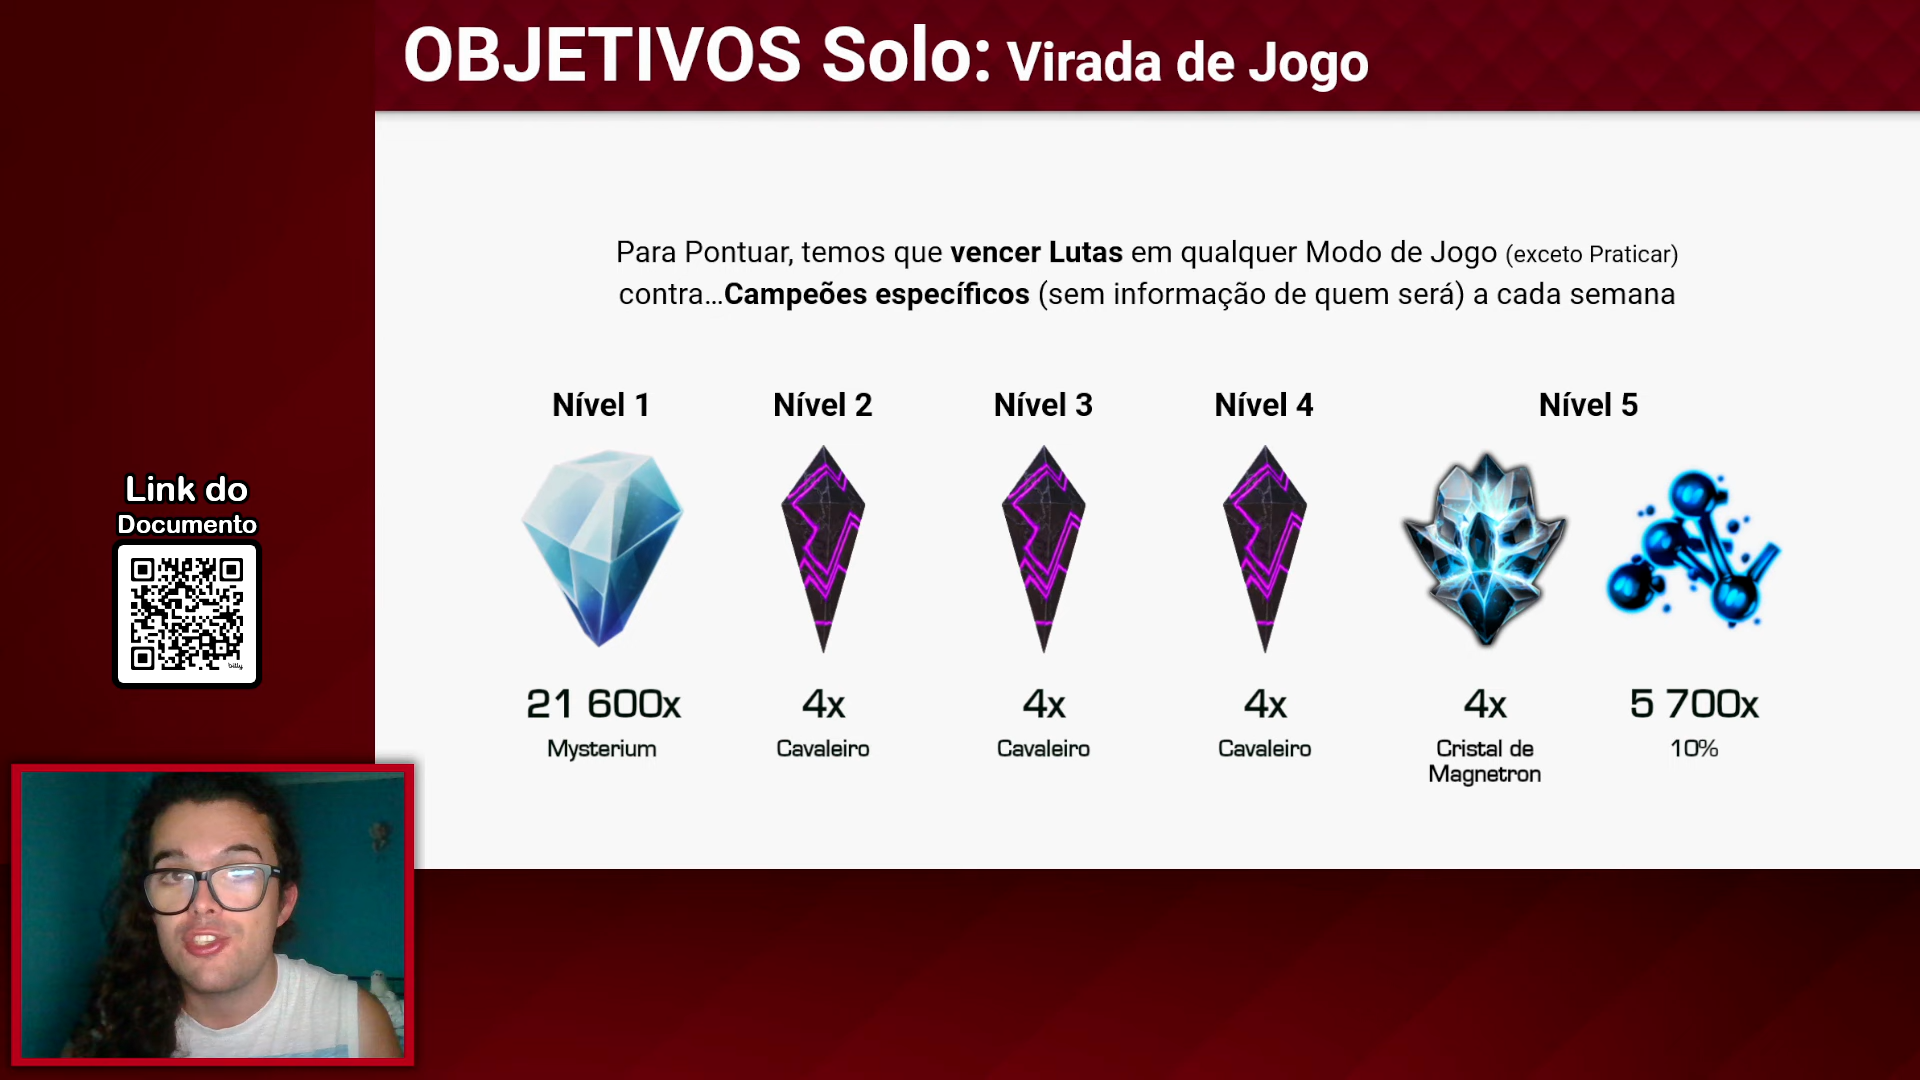 OBJETIVOS Solo: Virada de Jogo
Para Pontuar, temos que vencer Lutas em qualquer Modo de Jogo (exceto Praticar)
contra...Campeões específicos (sem informação de quem será) a cada semana
Nível 1
Nível 2
Nível 3
Nível 4
Nível 5
21 600x
4x
4x
4x
4x
5 700x
Mysterium
Cavaleiro
Cavaleiro
Cavaleiro
Cristal de
Magnetron
10%
Link do
Documento
bitly